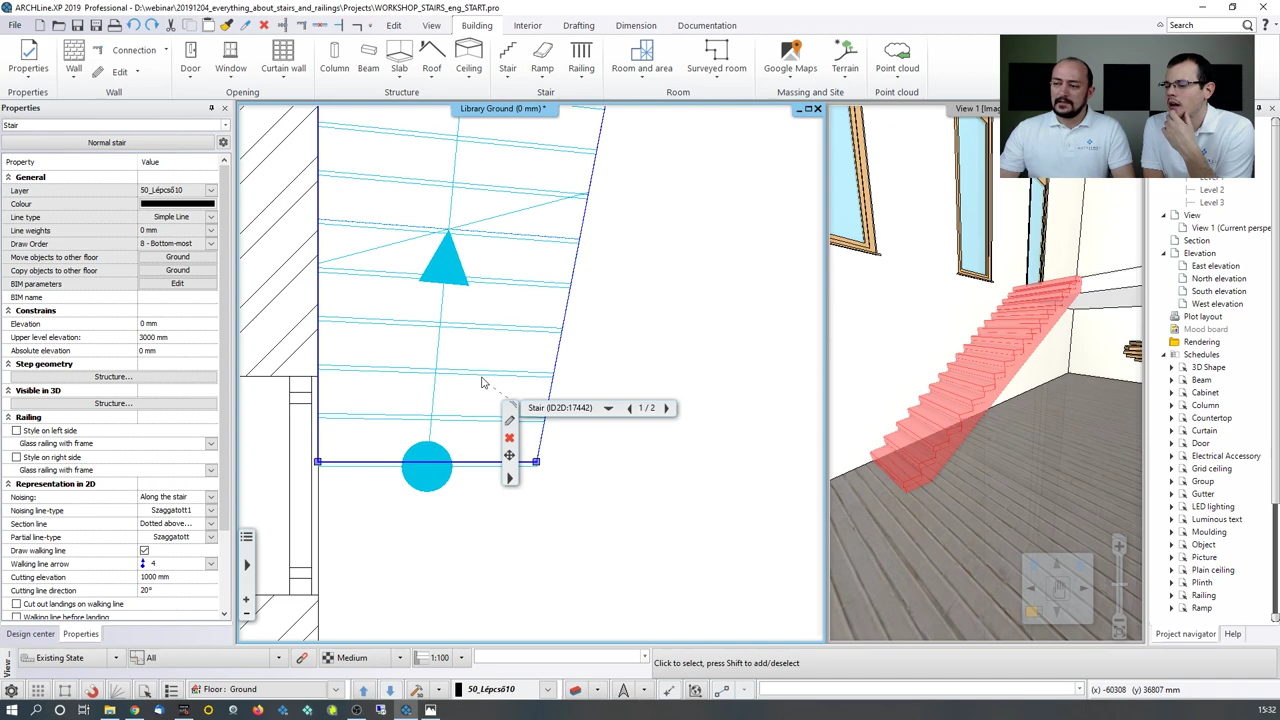 ARCHLine.XP 2019 Professional - D:\webinar\20191204_everything_about_stairs_and_railings\Projects\WORKSHOP_STAIRS_eng_START.pro
File
Edit
View
Building
Interior
Drafting
Dimension
Documentation
Search
Properties
Wall
Connection
Edit
Door
Window
Curtain wall
Column
Beam
Slab
Roof
Ceiling
Stair
Ramp
Railing
Room and area
Surveyed room
Google Maps
Terrain
Point cloud
Properties
Wall
Opening
Structure
Stair
Room
Massing and Site
Point cloud
Properties
Stair
Normal stair
Property Value
General
Layer 50_Lépcső10
Colour
Line type Simple Line
Line weights 0 mm
Draw Order 8 - Bottom-most
Move objects to other floor Ground
Copy objects to other floor Ground
BIM parameters Edit
BIM name
Constrains
Elevation 0 mm
Upper level elevation: 3000 mm
Absolute elevation 0 mm
Step geometry
Structure...
Visible in 3D
Structure...
Railing
Style on left side
Glass railing with frame
Style on right side
Glass railing with frame
Representation in 2D
Nosing: Along the stair
Nosing line-type Szaggatott1
Section line Dotted above...
Partial line-type Szaggatott
Draw walking line
Walking line arrow 4
Cutting elevation 1000 mm
Cutting line direction 20°
Cut out landings on walking line
Walking line before landing
Design center
Properties
Library Ground (0 mm) *
Stair (ID2D:17442) 1 / 2
View 1 [Imag
Level 1
Level 2
Level 3
View
View 1 (Current perspe
Section
Elevation
East elevation
North elevation
South elevation
West elevation
Plot layout
Mood board
Rendering
Schedules
3D Shape
Beam
Cabinet
Column
Countertop
Curtain
Door
Electrical Accessory
Grid ceiling
Group
Gutter
LED lighting
Luminous text
Moulding
Object
Picture
Plain ceiling
Plinth
Railing
Ramp
Project navigator
Help
View
Existing State
All
Medium
1:100
Click to select, press Shift to add/deselect
Floor : Ground
50_Lépcső10
(x) -60308 (y) 36807 mm
15:32